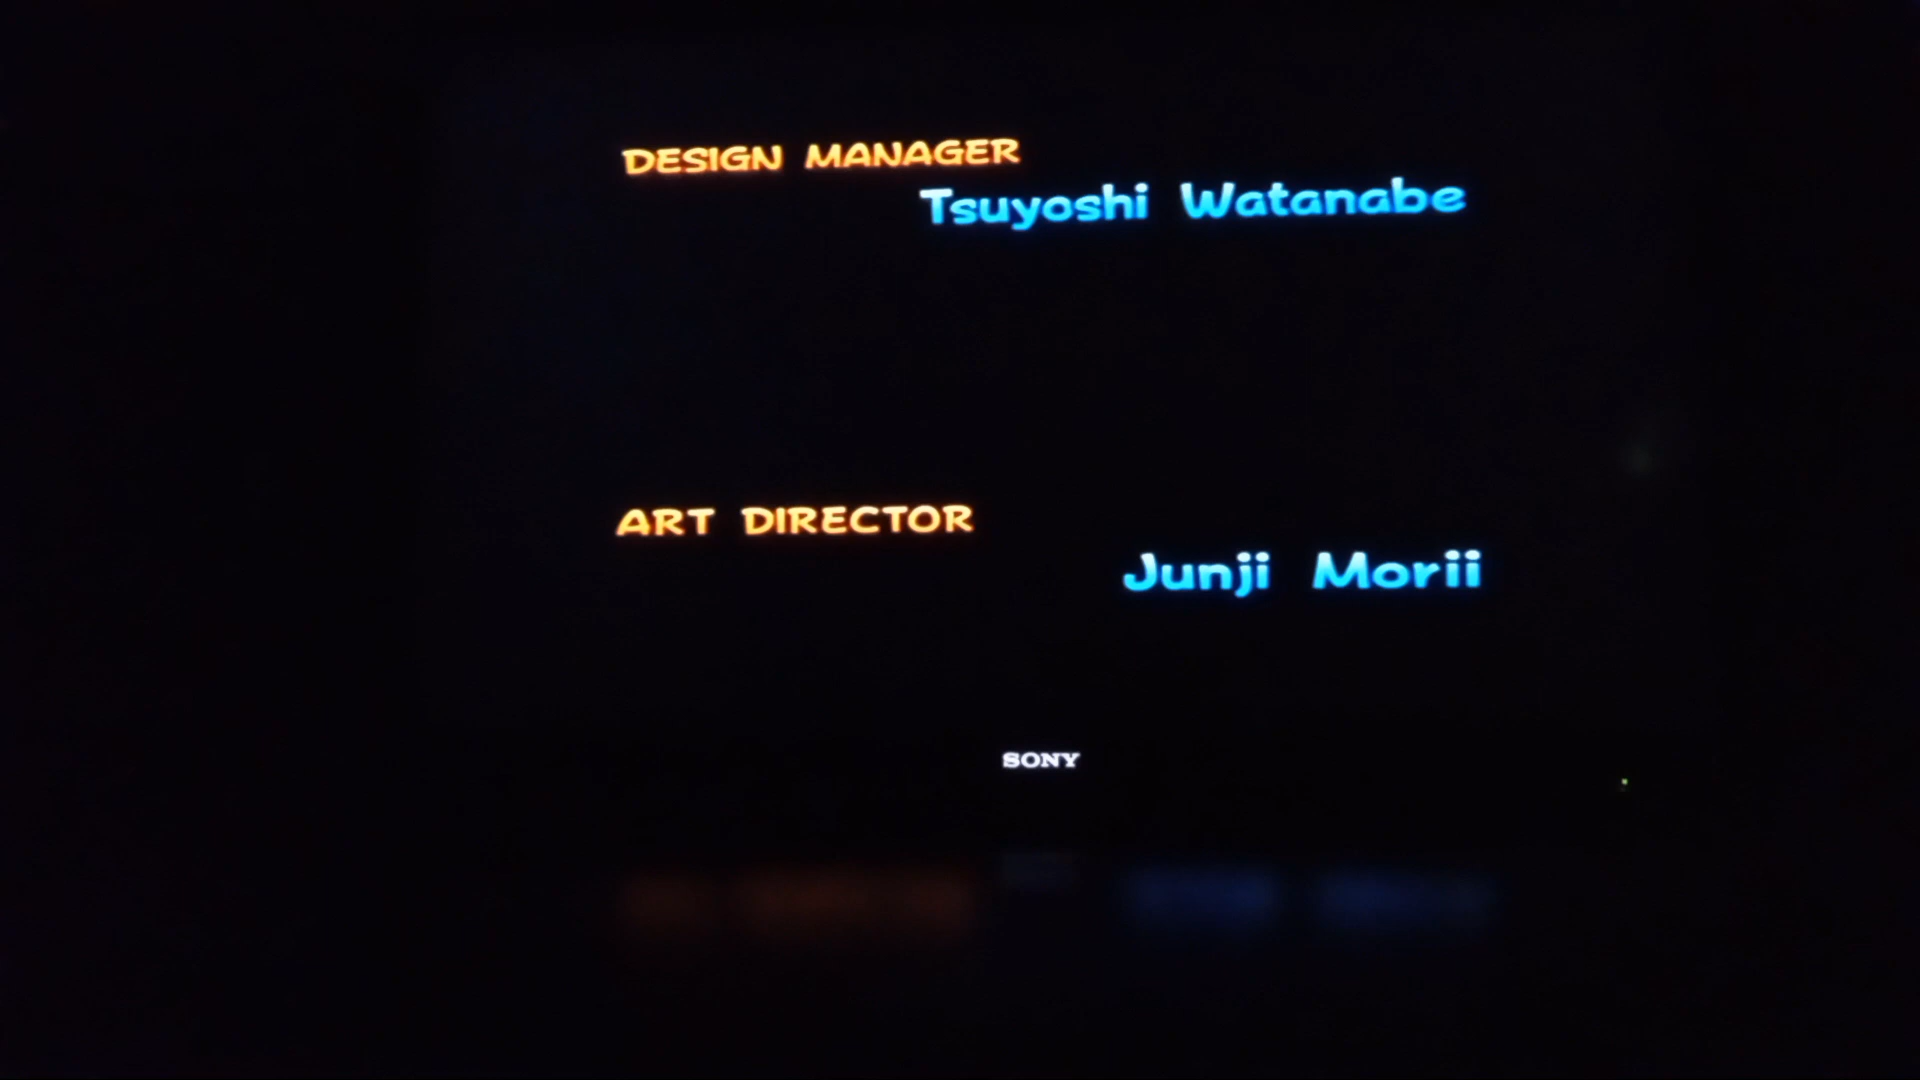 DESIGN MANAGER
Tsuyoshi Watanabe
ART DIRECTOR
Junji Morii
SONY